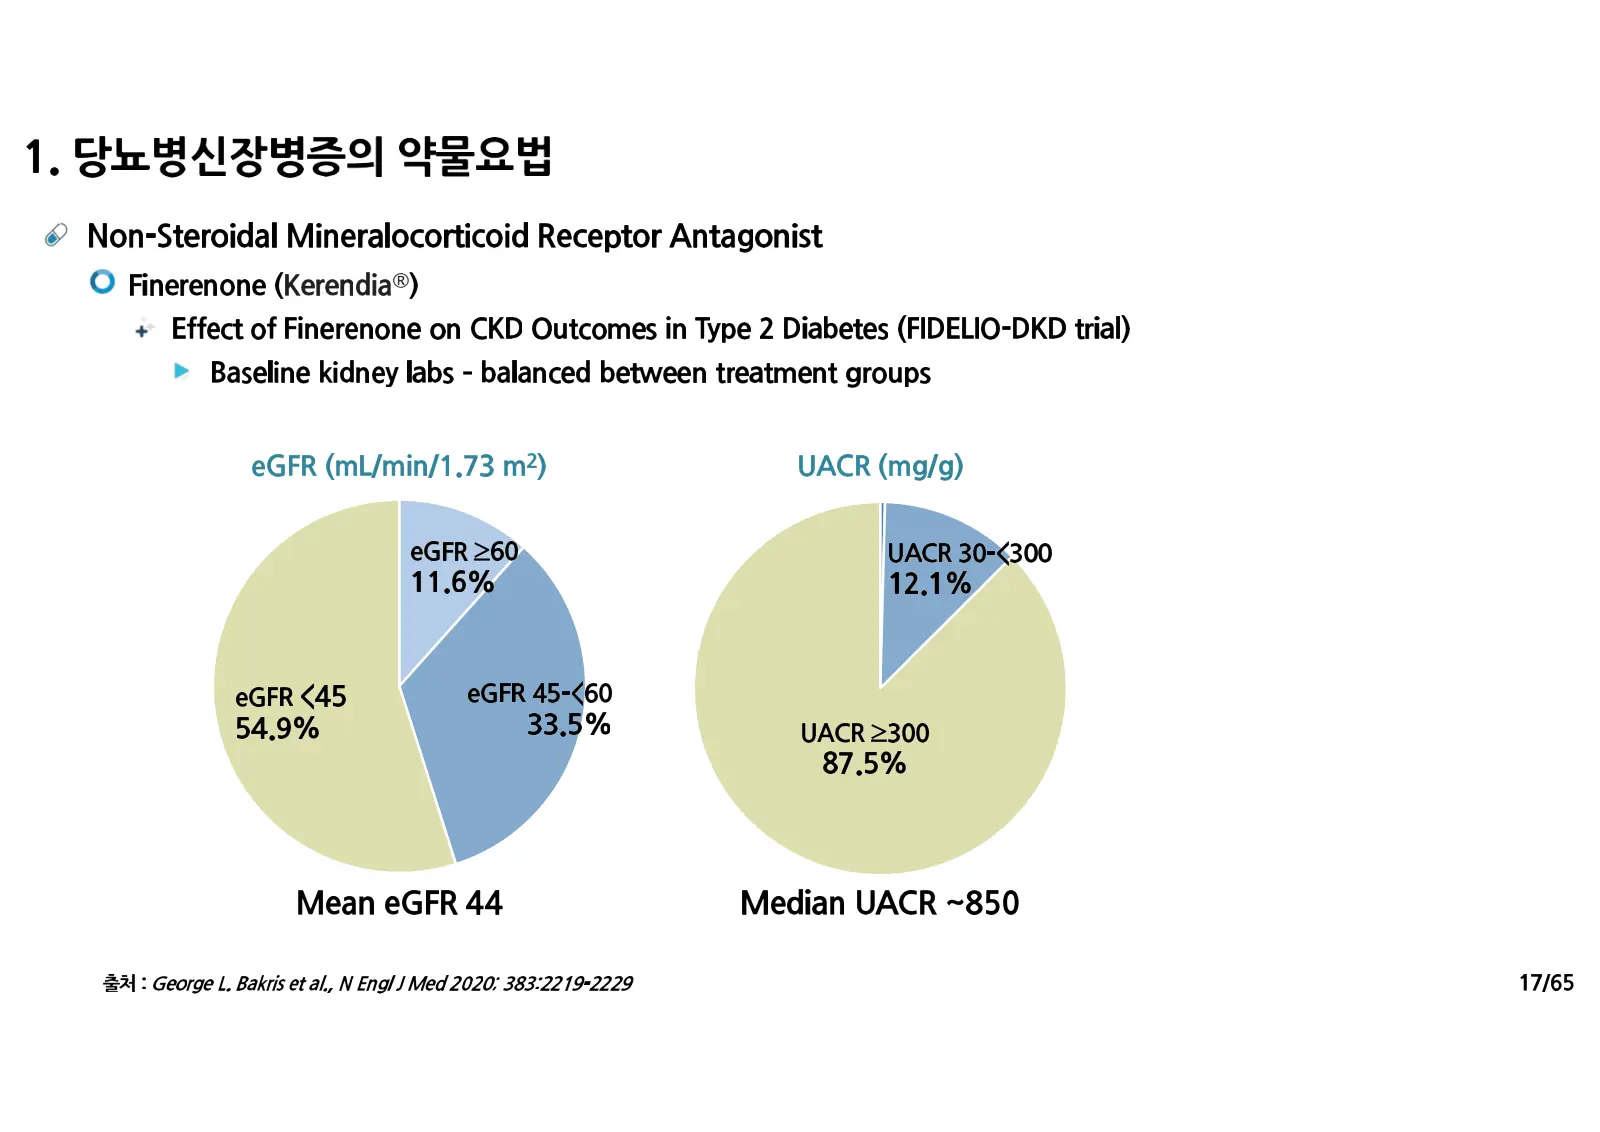 1. 당뇨병신장병증의 약물요법
Non-Steroidal Mineralocorticoid Receptor Antagonist
Finerenone (Kerendia®)
Effect of Finerenone on CKD Outcomes in Type 2 Diabetes (FIDELIO-DKD trial)
Baseline kidney labs - balanced between treatment groups
eGFR (mL/min/1.73 m²)
eGFR ≥60
11.6%
eGFR 45-<60
33.5%
eGFR <45
54.9%
Mean eGFR 44
UACR (mg/g)
UACR 30-<300
12.1%
UACR ≥300
87.5%
Median UACR ~850
출처 : George L. Bakris et al., N Engl J Med 2020; 383:2219-2229
17/65